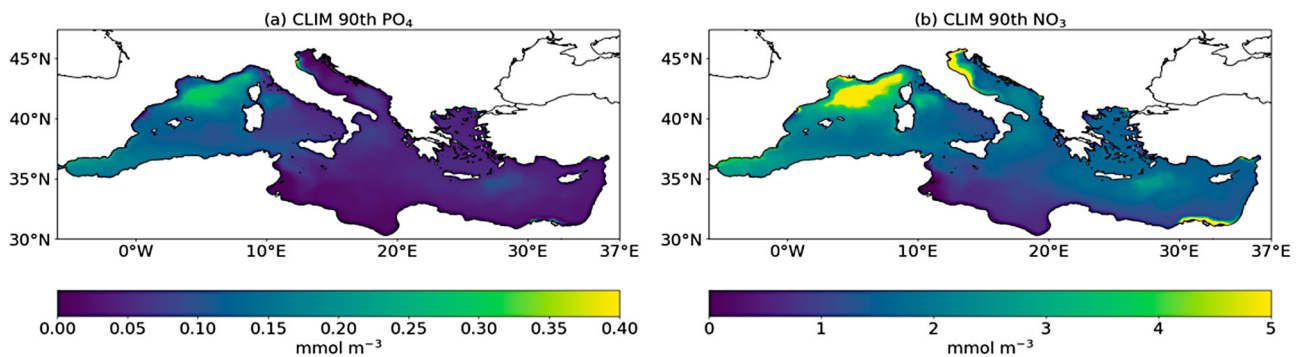 (a) CLIM 90th PO₄
(b) CLIM 90th NO₃
45°N
40°N
35°N
30°N
0°W 10°E 20°E 30°E 37°E
45°N
40°N
35°N
30°N
0°W 10°E 20°E 30°E 37°E
0.00 0.05 0.10 0.15 0.20 0.25 0.30 0.35 0.40
mmol m⁻³
0 1 2 3 4 5
mmol m⁻³